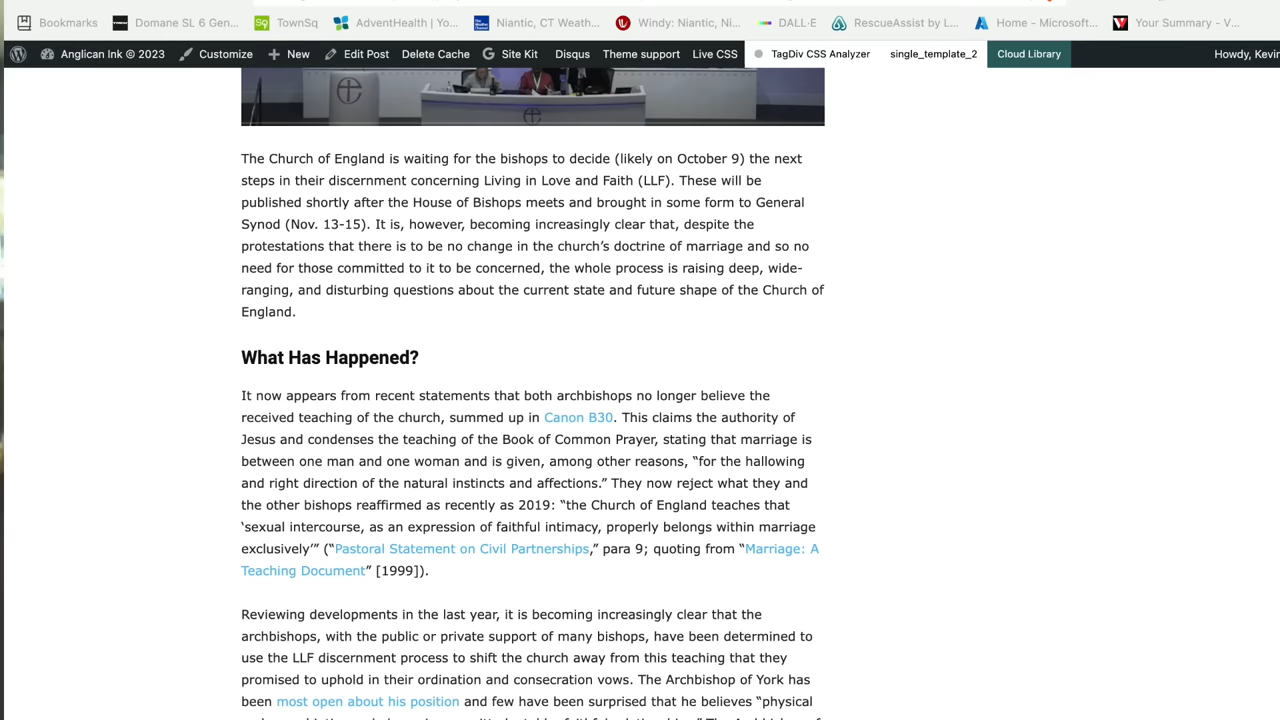 Bookmarks Domane SL 6 Gen... TownSq AdventHealth | Yo... Niantic, CT Weath... Windy: Niantic, Ni... DALL·E RescueAssist by L... Home - Microsoft... Your Summary - V...
Anglican Ink © 2023 Customize New Edit Post Delete Cache Site Kit Disqus Theme support Live CSS TagDiv CSS Analyzer single_template_2 Cloud Library Howdy, Kevin
The Church of England is waiting for the bishops to decide (likely on October 9) the next
steps in their discernment concerning Living in Love and Faith (LLF). These will be
published shortly after the House of Bishops meets and brought in some form to General
Synod (Nov. 13-15). It is, however, becoming increasingly clear that, despite the
protestations that there is to be no change in the church’s doctrine of marriage and so no
need for those committed to it to be concerned, the whole process is raising deep, wide-
ranging, and disturbing questions about the current state and future shape of the Church of
England.
What Has Happened?
It now appears from recent statements that both archbishops no longer believe the
received teaching of the church, summed up in Canon B30. This claims the authority of
Jesus and condenses the teaching of the Book of Common Prayer, stating that marriage is
between one man and one woman and is given, among other reasons, “for the hallowing
and right direction of the natural instincts and affections.” They now reject what they and
the other bishops reaffirmed as recently as 2019: “the Church of England teaches that
‘sexual intercourse, as an expression of faithful intimacy, properly belongs within marriage
exclusively’” (“Pastoral Statement on Civil Partnerships,” para 9; quoting from “Marriage: A
Teaching Document” [1999]).
Reviewing developments in the last year, it is becoming increasingly clear that the
archbishops, with the public or private support of many bishops, have been determined to
use the LLF discernment process to shift the church away from this teaching that they
promised to uphold in their ordination and consecration vows. The Archbishop of York has
been most open about his position and few have been surprised that he believes “physical